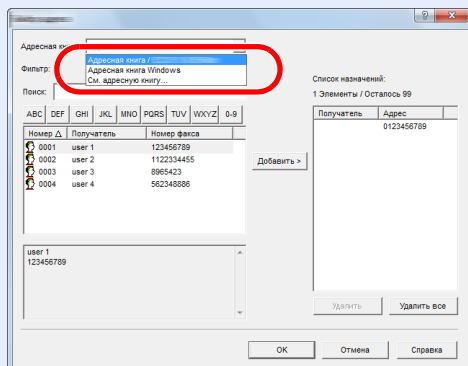 Адресная кн
Адресная книга /
Адресная книга Windows
См. адресную книгу...
Фильтр:
Поиск:
ABC DEF GHI JKL MNO PQRS TUV WXYZ 0-9
Номер △ Получатель Номер факса
0001 user 1 123456789
0002 user 2 1122334455
0003 user 3 8965423
0004 user 4 562348886
user 1
123456789
Добавить >
Список назначений:
1 Элементы / Осталось 99
Получатель Адрес
0123456789
Удалить Удалить все
OK Отмена Справка